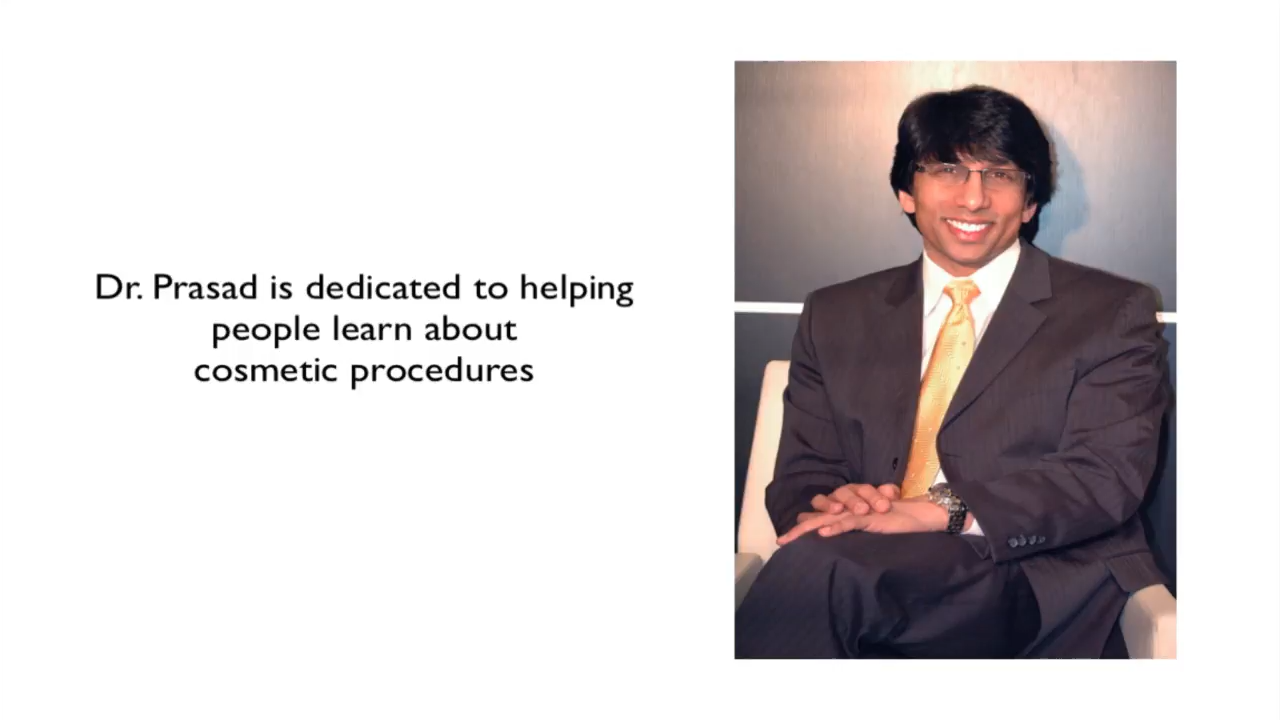 Dr. Prasad is dedicated to helping
people learn about
cosmetic procedures